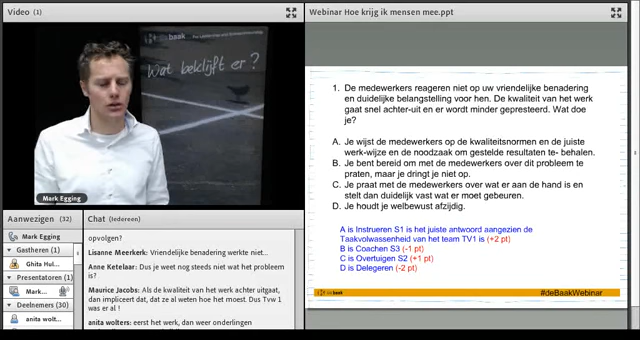 Video (1)
Webinar Hoe krijg ik mensen mee.ppt
de baak
Wat beklijft er?
Mark Egging
Aanwezigen (32)
Mark Egging
Gastheren (1)
Ghita Hul...
Presentatoren (1)
Mark...
Deelnemers (30)
anita wolt...
Chat (Iedereen)
opvolgen?
Lisanne Meerkerk: Vriendelijke benadering werkte niet...
Anne Ketelaar: Dus je weet nog steeds niet wat het probleem
is?
Maurice Jacobs: Als de kwaliteit van het werk achter uitgaat,
dan impliceert dat, dat ze al weten hoe het moest. Dus Tvw 1
was er al !
anita wolters: eerst het werk, dan weer onderlingen
1. De medewerkers reageren niet op uw vriendelijke benadering
en duidelijke belangstelling voor hen. De kwaliteit van het werk
gaat snel achter-uit en er wordt minder gepresteerd. Wat doe
je?
A. Je wijst de medewerkers op de kwaliteitsnormen en de juiste
werk-wijze en de noodzaak om gestelde resultaten te- behalen.
B. Je bent bereid om met de medewerkers over dit probleem te
praten, maar je dringt je niet op.
C. Je praat met de medewerkers over wat er aan de hand is en
stelt dan duidelijk vast wat er moet gebeuren.
D. Je houdt je welbewust afzijdig.
A is Instrueren S1 is het juiste antwoord aangezien de
Taakvolwassenheid van het team TV1 is (+2 pt)
B is Coachen S3 (-1 pt)
C is Overtuigen S2 (+1 pt)
D is Delegeren (-2 pt)
de baak
#deBaakWebinar